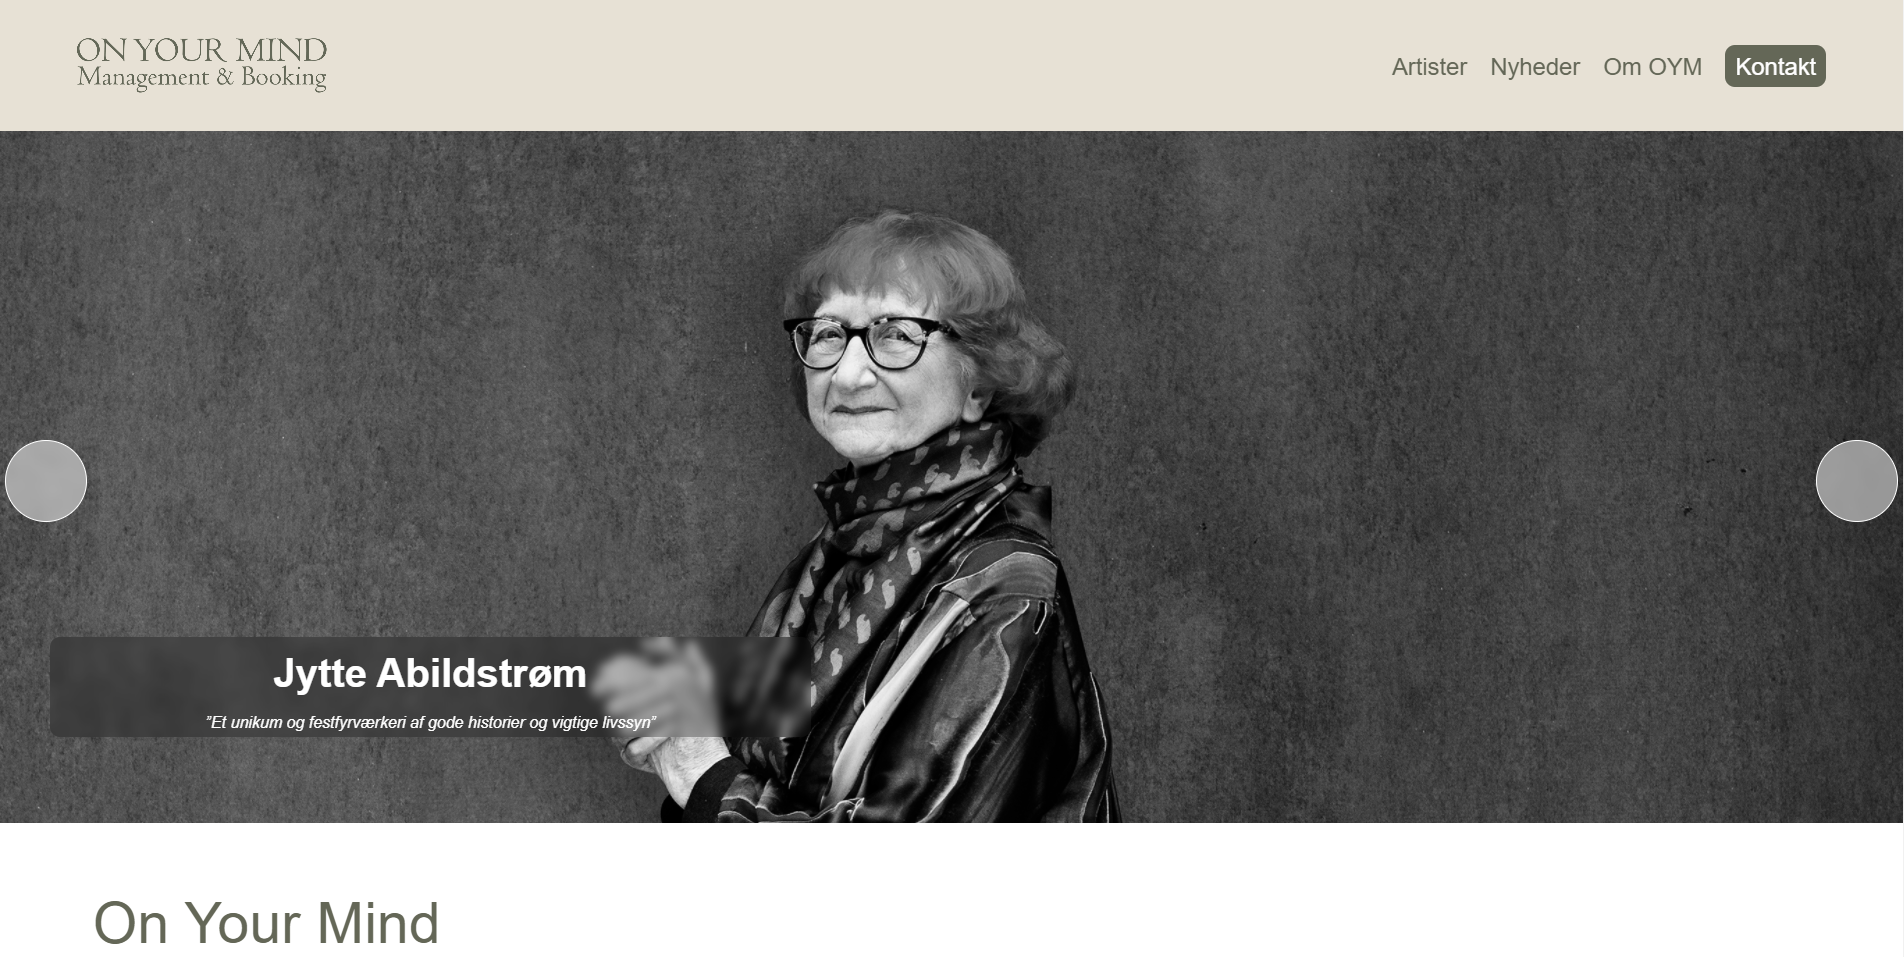 ON YOUR MIND
Management & Booking
Artister Nyheder Om OYM Kontakt
Jytte Abildstrøm
”Et unikum og festfyrværkeri af gode historier og vigtige livssyn”
On Your Mind